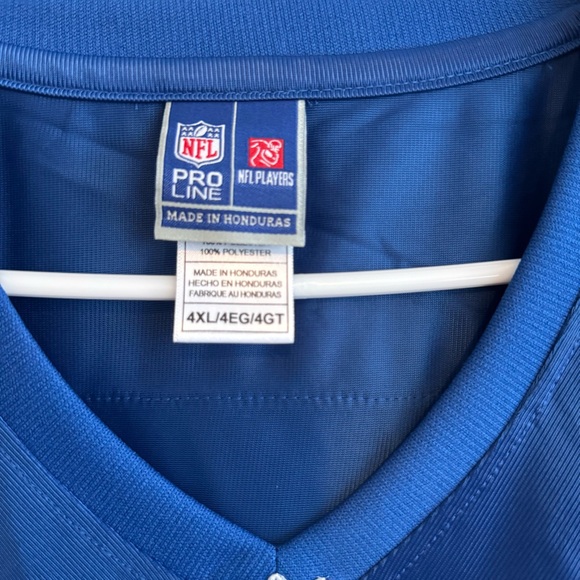 NFL
PRO
LINE
NFL PLAYERS
MADE IN HONDURAS
100% POLYESTER
MADE IN HONDURAS
HECHO EN HONDURAS
FABRIQUE AU HONDURAS
4XL/4EG/4GT